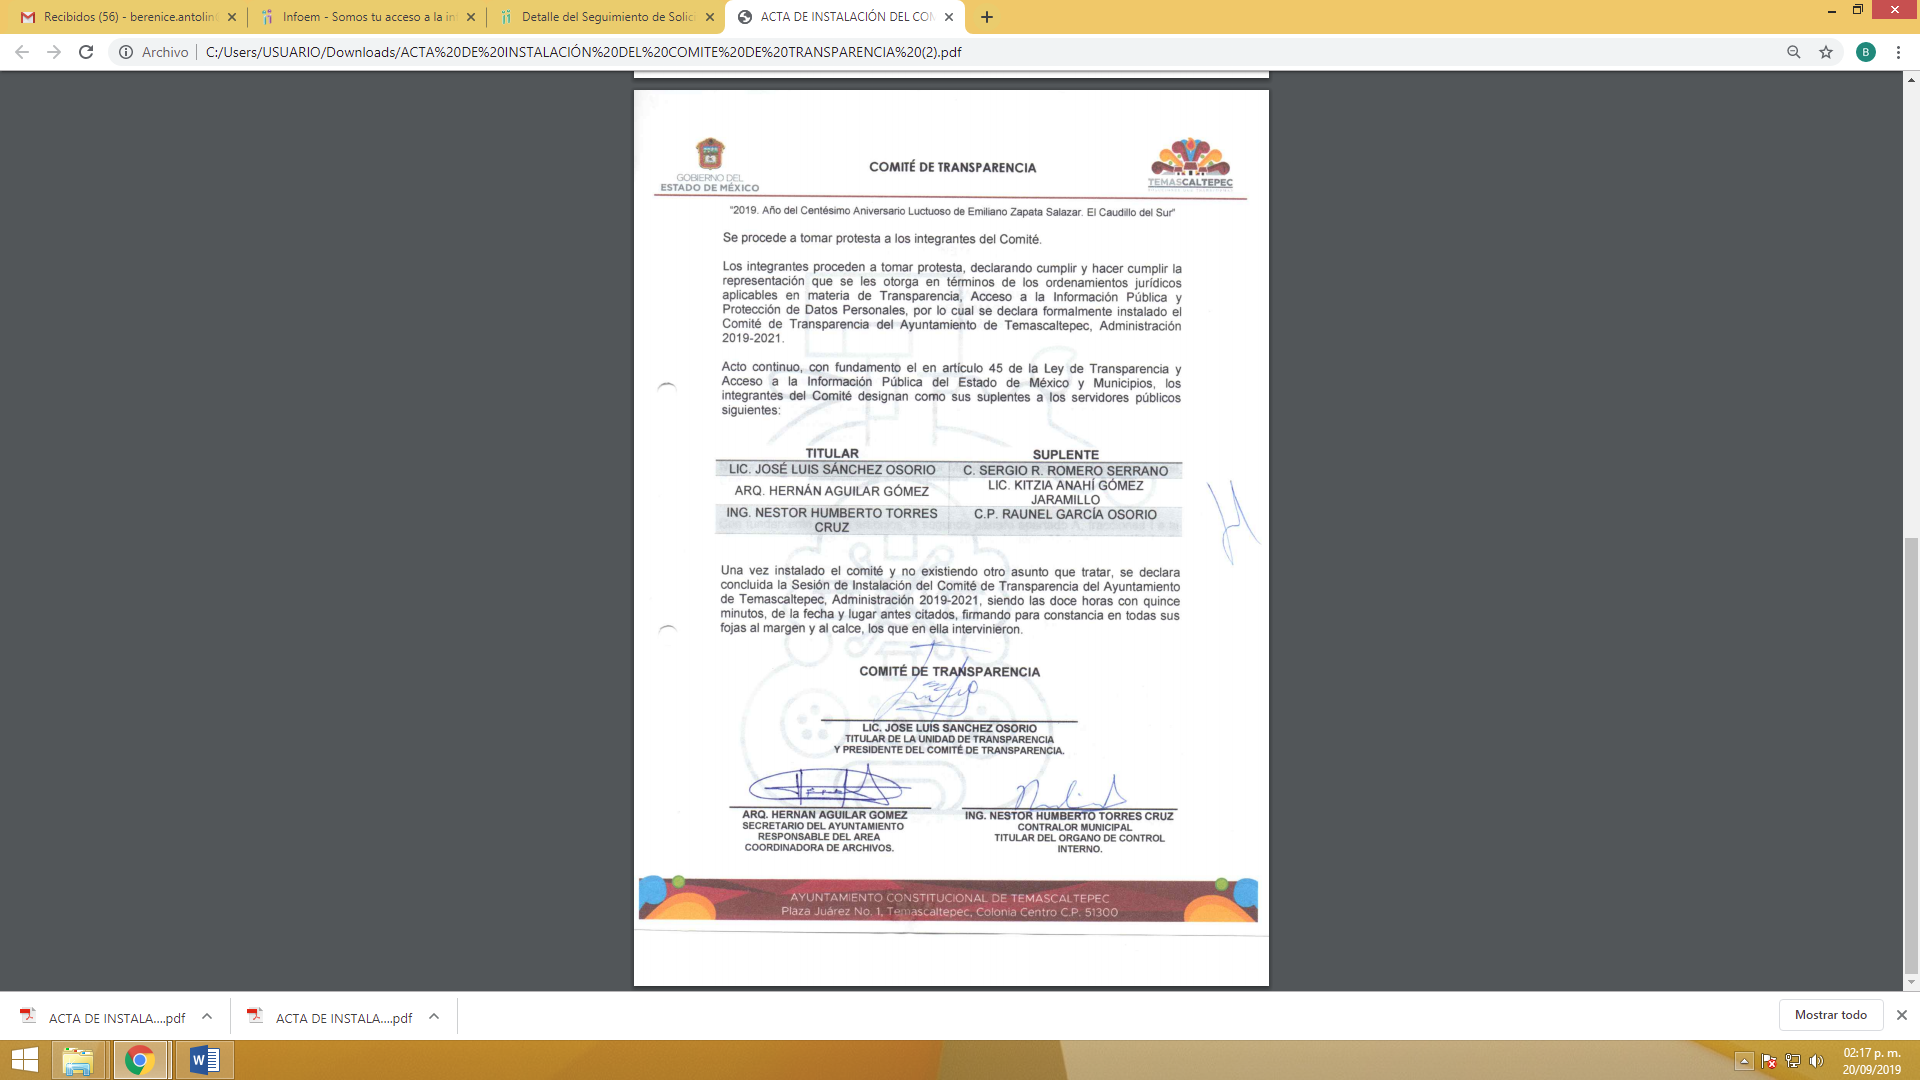 Recibidos (56) - berenice.antolin
Infoem - Somos tu acceso a la in
Detalle del Seguimiento de Solici
ACTA DE INSTALACIÓN DEL COM
Archivo
C:/Users/USUARIO/Downloads/ACTA%20DE%20INSTALACIÓN%20DEL%20COMITE%20DE%20TRANSPARENCIA%20(2).pdf
B
GOBIERNO DEL
ESTADO DE MÉXICO
COMITÉ DE TRANSPARENCIA
TEMASCALTEPEC
"2019. Año del Centésimo Aniversario Luctuoso de Emiliano Zapata Salazar. El Caudillo del Sur"
Se procede a tomar protesta a los integrantes del Comité.
Los integrantes proceden a tomar protesta, declarando cumplir y hacer cumplir la
representación que se les otorga en términos de los ordenamientos jurídicos
aplicables en materia de Transparencia, Acceso a la Información Pública y
Protección de Datos Personales, por lo cual se declara formalmente instalado el
Comité de Transparencia del Ayuntamiento de Temascaltepec, Administración
2019-2021.
Acto continuo, con fundamento el en artículo 45 de la Ley de Transparencia y
Acceso a la Información Pública del Estado de México y Municipios, los
integrantes del Comité designan como sus suplentes a los servidores públicos
siguientes:
TITULAR SUPLENTE
LIC. JOSÉ LUIS SÁNCHEZ OSORIO C. SERGIO R. ROMERO SERRANO
ARQ. HERNÁN AGUILAR GÓMEZ LIC. KITZIA ANAHÍ GÓMEZ
JARAMILLO
ING. NESTOR HUMBERTO TORRES C.P. RAUNEL GARCÍA OSORIO
CRUZ
Una vez instalado el comité y no existiendo otro asunto que tratar, se declara
concluida la Sesión de Instalación del Comité de Transparencia del Ayuntamiento
de Temascaltepec, Administración 2019-2021, siendo las doce horas con quince
minutos, de la fecha y lugar antes citados, firmando para constancia en todas sus
fojas al margen y al calce, los que en ella intervinieron.
COMITÉ DE TRANSPARENCIA
LIC. JOSE LUIS SANCHEZ OSORIO
TITULAR DE LA UNIDAD DE TRANSPARENCIA
Y PRESIDENTE DEL COMITÉ DE TRANSPARENCIA.
ARQ. HERNAN AGUILAR GOMEZ
SECRETARIO DEL AYUNTAMIENTO
RESPONSABLE DEL AREA
COORDINADORA DE ARCHIVOS.
ING. NESTOR HUMBERTO TORRES CRUZ
CONTRALOR MUNICIPAL
TITULAR DEL ORGANO DE CONTROL
INTERNO.
AYUNTAMIENTO CONSTITUCIONAL DE TEMASCALTEPEC
Plaza Juárez No. 1, Temascaltepec, Colonia Centro C.P. 51300
ACTA DE INSTALA....pdf
ACTA DE INSTALA....pdf
Mostrar todo
02:17 p. m.
20/09/2019